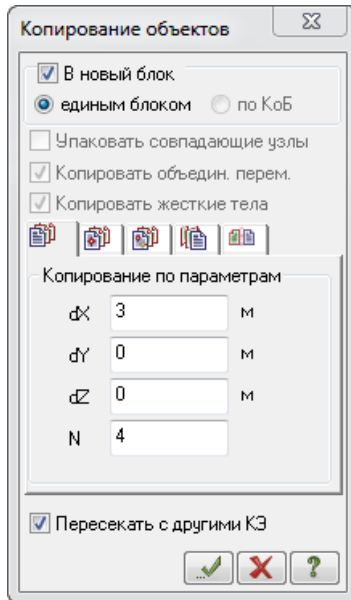 Копирование объектов
В новый блок
единым блоком по КоБ
Упаковать совпадающие узлы
Копировать объедин. перем.
Копировать жесткие тела
Копирование по параметрам
dX 3 м
dY 0 м
dZ 0 м
N 4
Пересекать с другими КЭ
?